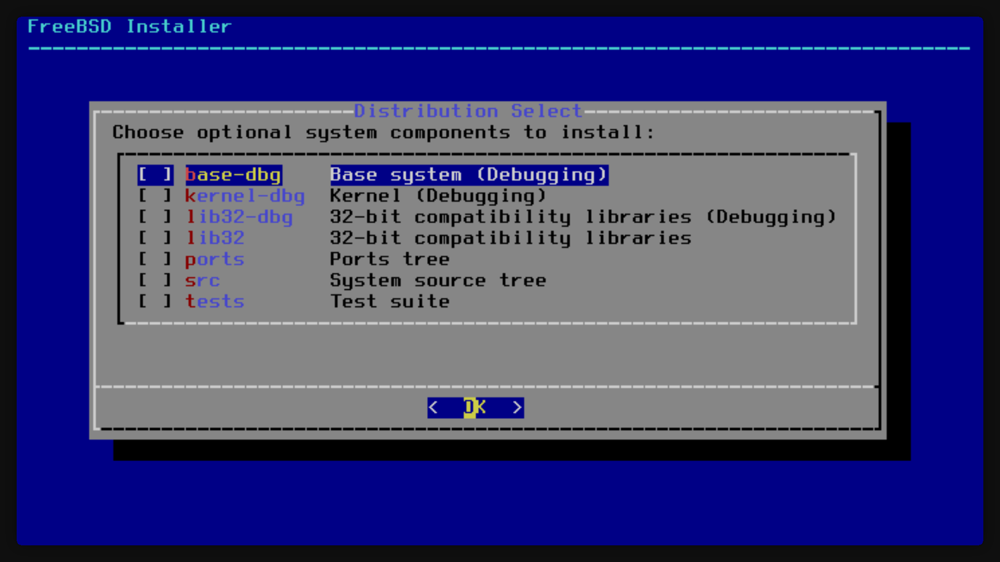 FreeBSD Installer
Distribution Select
Choose optional system components to install:
[ ] base-dbg Base system (Debugging)
[ ] kernel-dbg Kernel (Debugging)
[ ] lib32-dbg 32-bit compatibility libraries (Debugging)
[ ] lib32 32-bit compatibility libraries
[ ] ports Ports tree
[ ] src System source tree
[ ] tests Test suite
< OK >